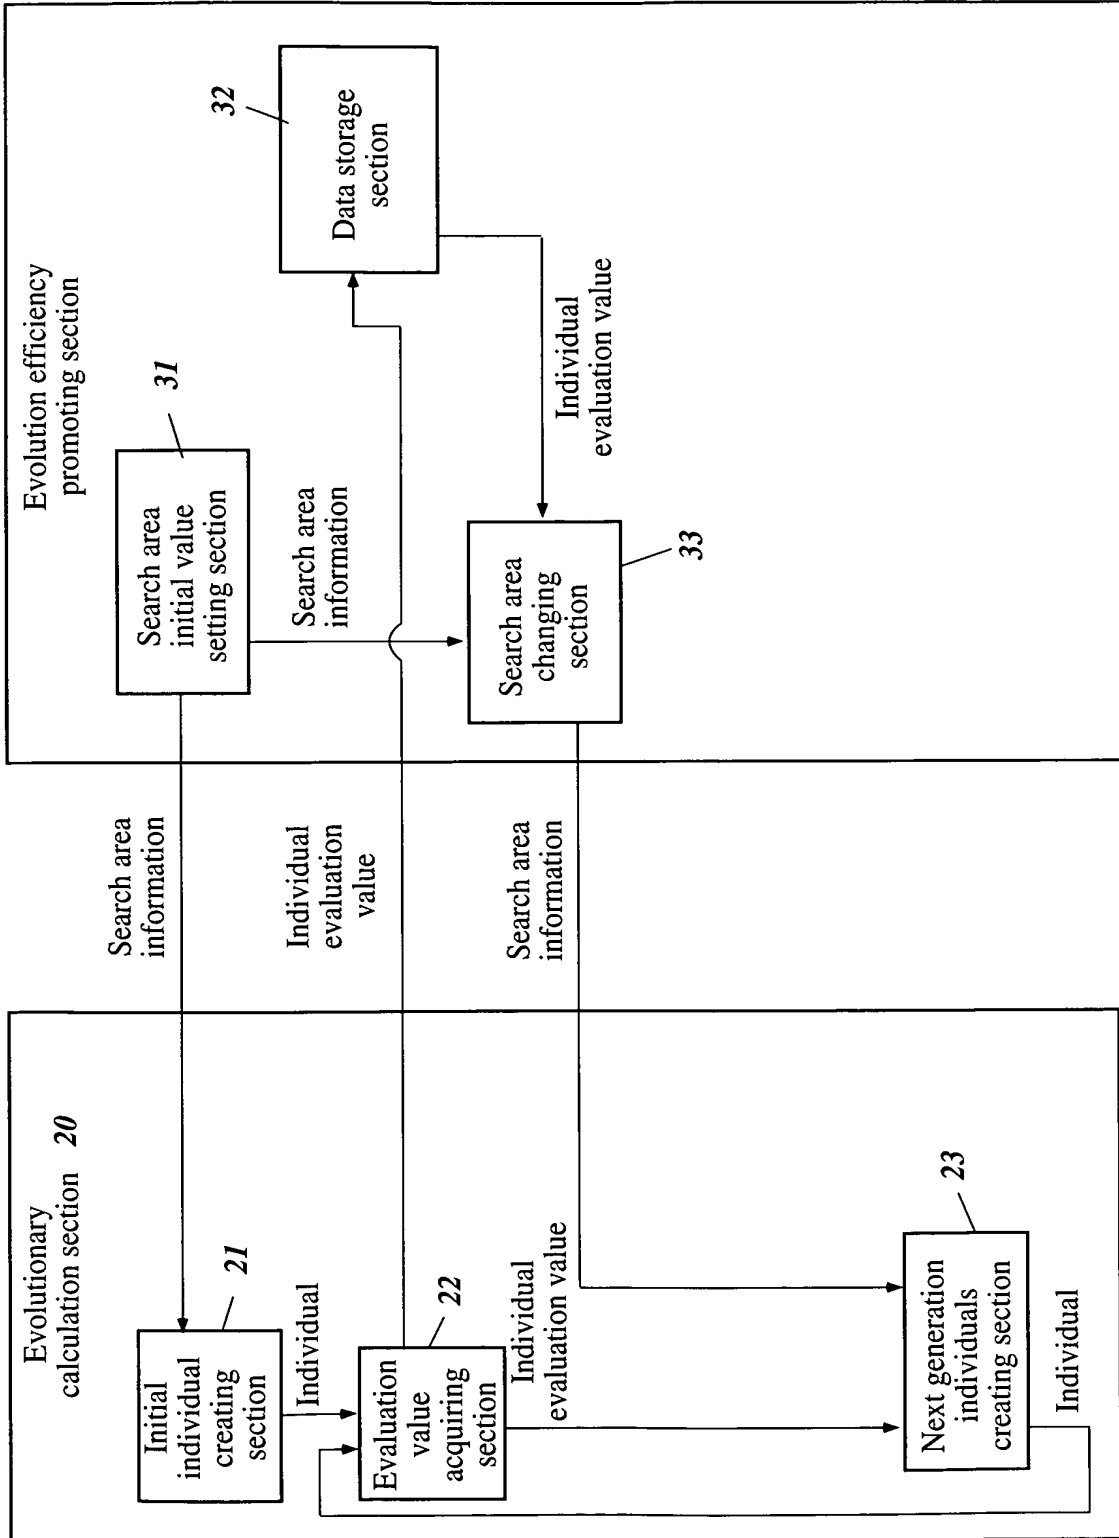 Evolutionary
calculation section 20
Initial
individual
creating
section
21
Individual
Evaluation
value
acquiring
section
22
Individual
evaluation value
Next generation
individuals
creating section
23
Individual
Search area
information
Individual
evaluation
value
Search area
information
Evolution efficiency
promoting section
Search area
initial value
setting section
31
Search area
information
Data storage
section
32
Individual
evaluation value
Search area
changing
section
33